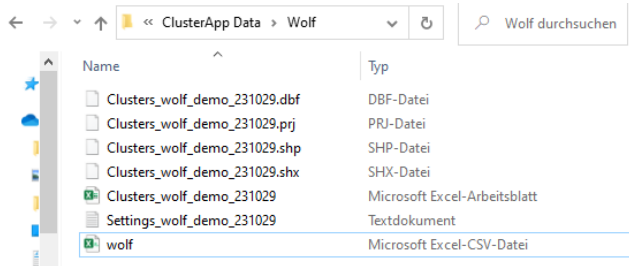 « ClusterApp Data > Wolf
Wolf durchsuchen
Name Typ
Clusters_wolf_demo_231029.dbf DBF-Datei
Clusters_wolf_demo_231029.prj PRJ-Datei
Clusters_wolf_demo_231029.shp SHP-Datei
Clusters_wolf_demo_231029.shx SHX-Datei
Clusters_wolf_demo_231029 Microsoft Excel-Arbeitsblatt
Settings_wolf_demo_231029 Textdokument
wolf Microsoft Excel-CSV-Datei